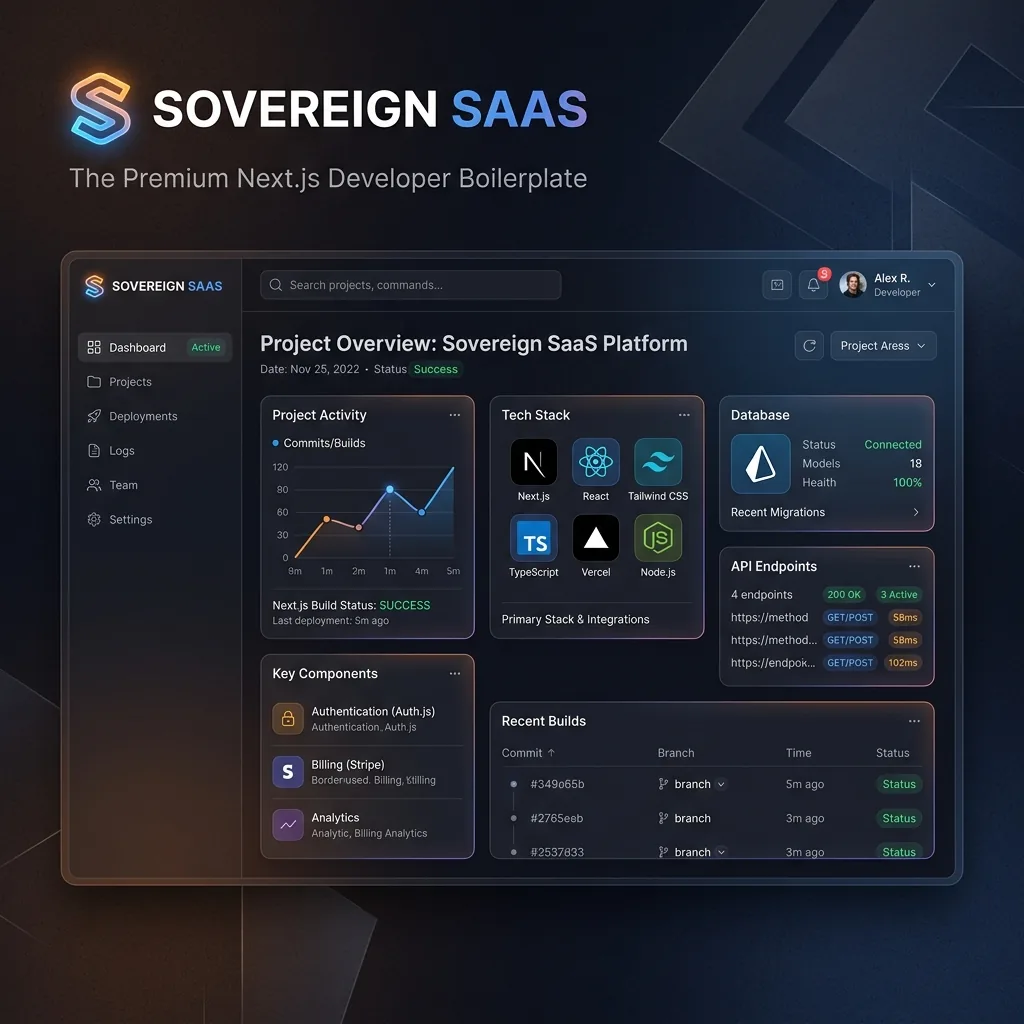 SOVEREIGN SAAS
The Premium Next.js Developer Boilerplate
SOVEREIGN SAAS
Search projects, commands...
S
Alex R.
Developer
Dashboard
Active
Projects
Deployments
Logs
Team
Settings
Project Overview: Sovereign SaaS Platform
Project Aress
Date: Nov 25, 2022 • Status Success
Project Activity
Commits/Builds
120
80
60
30
0
8m 1m 2m 1m 4m 5m
Next.js Build Status: SUCCESS
Last deployment: 5m ago
Tech Stack
Next.js React Tailwind CSS
TS
JS
TypeScript Vercel Node.js
Primary Stack & Integrations
Database
Status Connected
Models 18
Health 100%
Recent Migrations
API Endpoints
4 endpoints 200 OK 3 Active
https://method GET/POST 58ms
https://method... GET/POST 58ms
https://endpok... GET/POST 102ms
Key Components
Authentication (Auth.js)
Authentication, Auth.js
S
Billing (Stripe)
Billing,
Analytics
Analytic, Billing Analytics
Recent Builds
Commit ↑ Branch Time Status
#349o65b branch 5m ago Status
#2765eeb branch 3m ago Status
#2537833 branch 3m ago Status